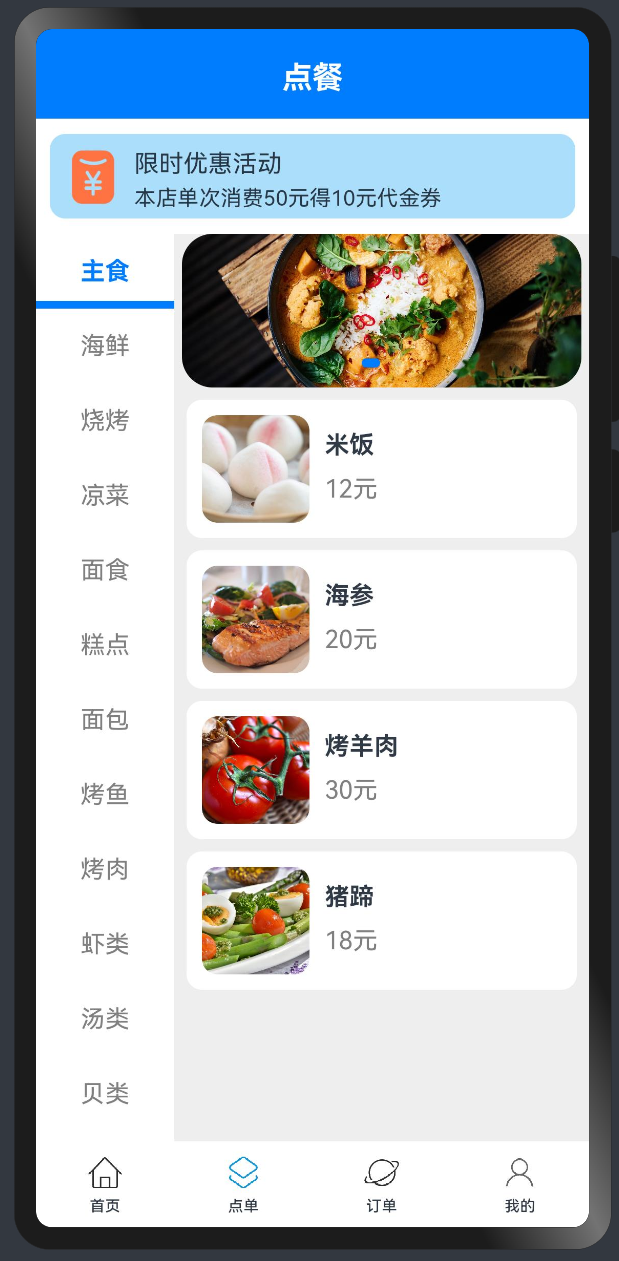 点餐
¥
限时优惠活动
本店单次消费50元得10元代金券
主食
海鲜
烧烤
凉菜
面食
糕点
面包
烤鱼
烤肉
虾类
汤类
贝类
米饭
12元
海参
20元
烤羊肉
30元
猪蹄
18元
首页
点单
订单
我的